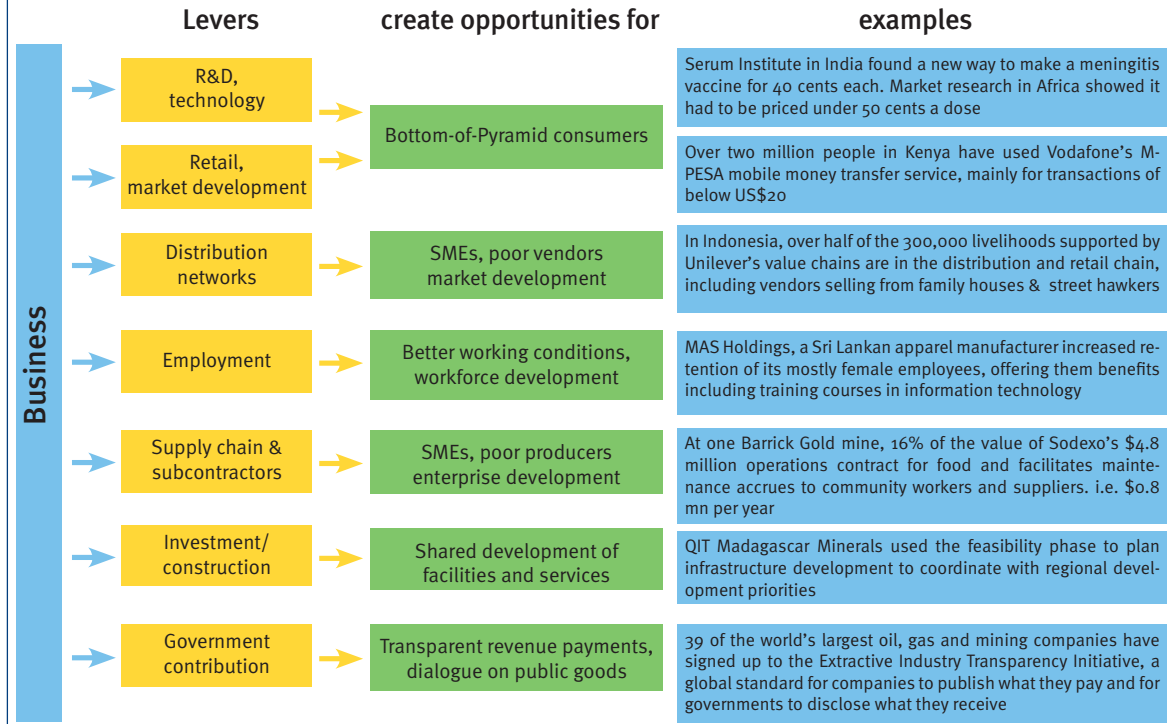 Levers
create opportunities for
examples
Business
R&D,
technology
Retail,
market development
Bottom-of-Pyramid consumers
Serum Institute in India found a new way to make a meningitis
vaccine for 40 cents each. Market research in Africa showed it
had to be priced under 50 cents a dose
Over two million people in Kenya have used Vodafone's M-
PESA mobile money transfer service, mainly for transactions of
below US$20
Distribution
networks
SMEs, poor vendors
market development
In Indonesia, over half of the 300,000 livelihoods supported by
Unilever's value chains are in the distribution and retail chain,
including vendors selling from family houses & street hawkers
Employment
Better working conditions,
workforce development
MAS Holdings, a Sri Lankan apparel manufacturer increased re-
tention of its mostly female employees, offering them benefits
including training courses in information technology
Supply chain &
subcontractors
SMEs, poor producers
enterprise development
At one Barrick Gold mine, 16% of the value of Sodexo's $4.8
million operations contract for food and facilitates mainte-
nance accrues to community workers and suppliers. i.e. $0.8
mn per year
Investment/
construction
Shared development of
facilities and services
QIT Madagascar Minerals used the feasibility phase to plan
infrastructure development to coordinate with regional devel-
opment priorities
Government
contribution
Transparent revenue payments,
dialogue on public goods
39 of the world's largest oil, gas and mining companies have
signed up to the Extractive Industry Transparency Initiative, a
global standard for companies to publish what they pay and for
governments to disclose what they receive